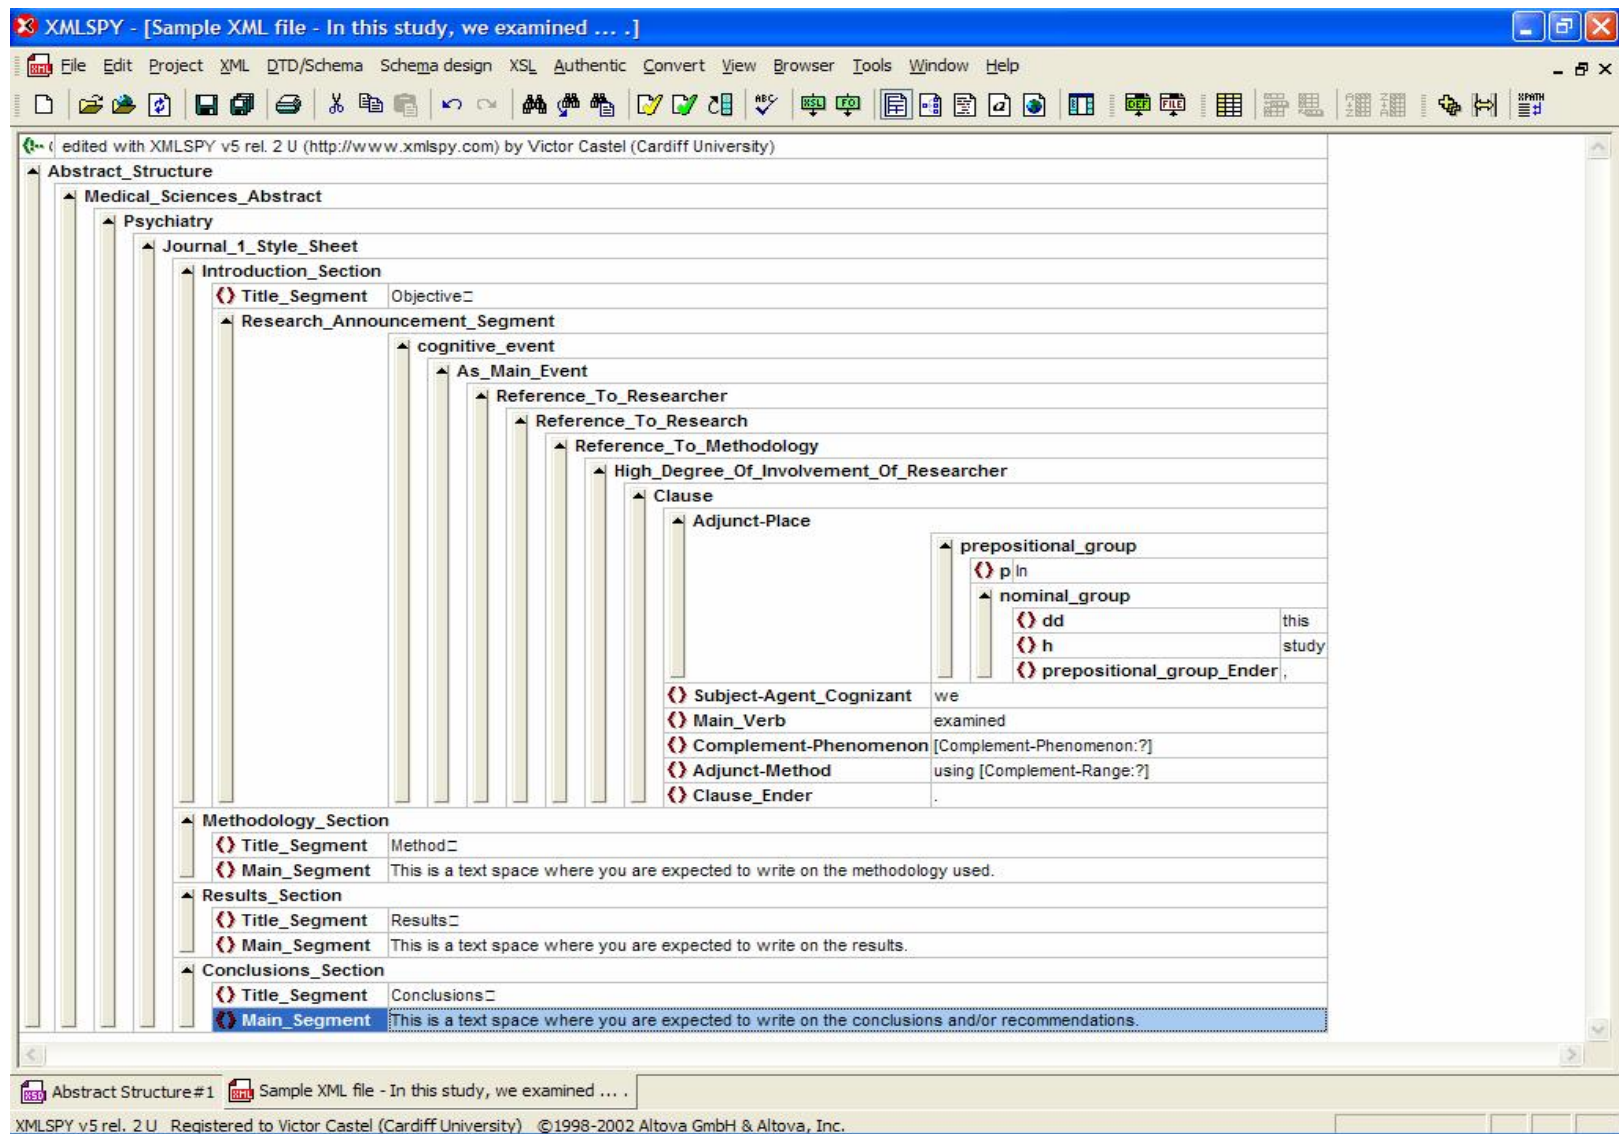 XMLSPY - [Sample XML file - In this study, we examined ... .]
File Edit Project XML DTD/Schema Schema design XSL Authentic Convert View Browser Tools Window Help
ABC XSL FO DEF FILE XPATH
edited with XMLSPY v5 rel. 2 U (http://www.xmlspy.com) by Victor Castel (Cardiff University)
Abstract_Structure
Medical_Sciences_Abstract
Psychiatry
Journal_1_Style_Sheet
Introduction_Section
Title_Segment Objective
Research_Announcement_Segment
cognitive_event
As_Main_Event
Reference_To_Researcher
Reference_To_Research
Reference_To_Methodology
High_Degree_Of_Involvement_Of_Researcher
Clause
Adjunct-Place
prepositional_group
p In
nominal_group
dd this
h study
prepositional_group_Ender ,
Subject-Agent_Cognizant we
Main_Verb examined
Complement-Phenomenon [Complement-Phenomenon:?]
Adjunct-Method using [Complement-Range:?]
Clause_Ender .
Methodology_Section
Title_Segment Method
Main_Segment This is a text space where you are expected to write on the methodology used.
Results_Section
Title_Segment Results
Main_Segment This is a text space where you are expected to write on the results.
Conclusions_Section
Title_Segment Conclusions
Main_Segment This is a text space where you are expected to write on the conclusions and/or recommendations.
XSD Abstract Structure#1 XML Sample XML file - In this study, we examined ... .
XMLSPY v5 rel. 2 U Registered to Victor Castel (Cardiff University) ©1998-2002 Altova GmbH & Altova, Inc.